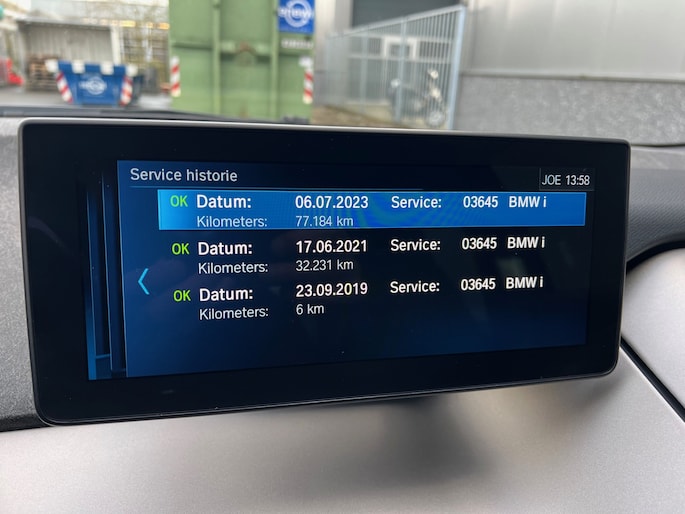 Service historie
JOE 13:58
OK Datum: 06.07.2023 Service: 03645 BMW i
Kilometers: 77.184 km
OK Datum: 17.06.2021 Service: 03645 BMW i
Kilometers: 32.231 km
OK Datum: 23.09.2019 Service: 03645 BMW i
Kilometers: 6 km